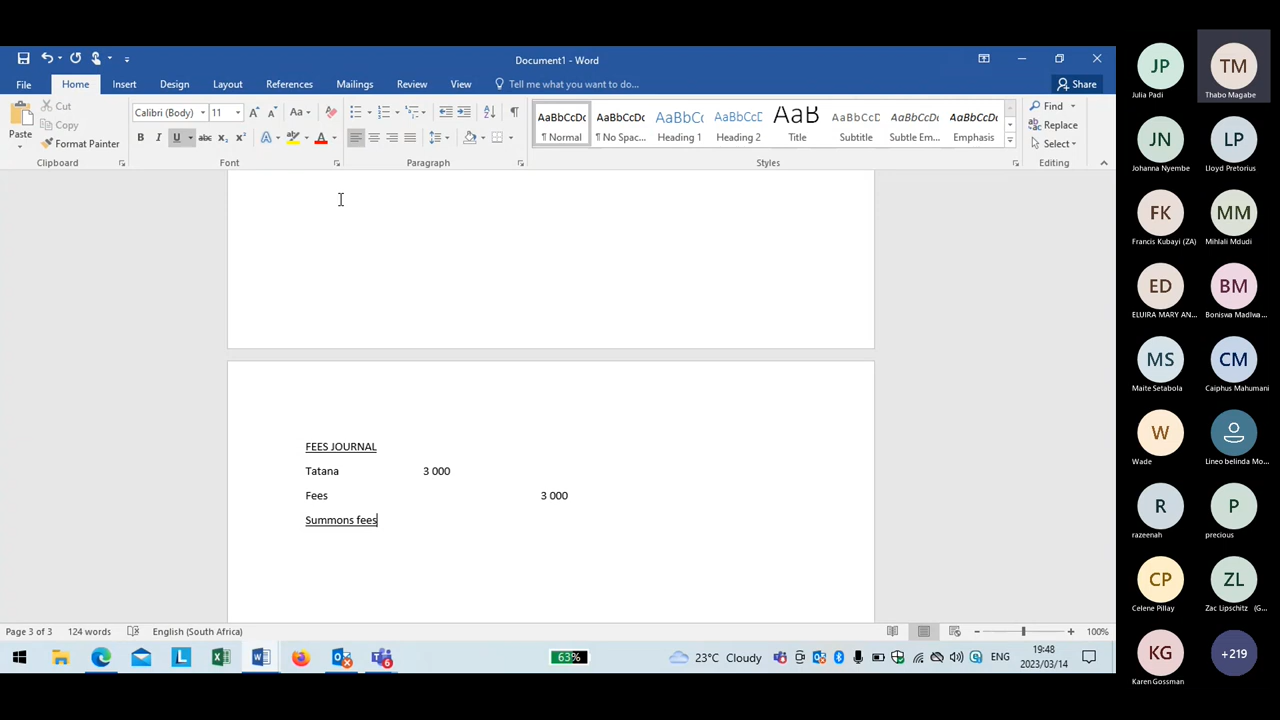 Document1 - Word
File Home Insert Design Layout References Mailings Review View Tell me what you want to do... Share
Paste
Cut
Copy
Format Painter
Clipboard
Calibri (Body) 11
Font
Paragraph
AaBbCcDc AaBbCcDc AaBbC( AaBbCcD AaB AaBbCcD AaBbCcDc AaBbCcDc
¶ Normal ¶ No Spac... Heading 1 Heading 2 Title Subtitle Subtle Em... Emphasis
Styles
Find
Replace
Select
Editing
FEES JOURNAL
Tatana 3 000
Fees 3 000
Summons fees
Page 3 of 3 124 words English (South Africa) 100%
63% 23°C Cloudy ENG 19:48
2023/03/14
JP TM
Julia Padi Thabo Magabe
JN LP
Johanna Nyembe Lloyd Pretorius
FK MM
Francis Kubayi (ZA) Mihlali Mdudi
ED BM
ELUIRA MARY AN... Boniswa Madlwa...
MS CM
Maite Setabola Caiphus Mahumani
W
Wade Lineo belinda Mo...
R P
razeenah precious
CP ZL
Celene Pillay Zac Lipschitz (G...
KG +219
Karen Gossman